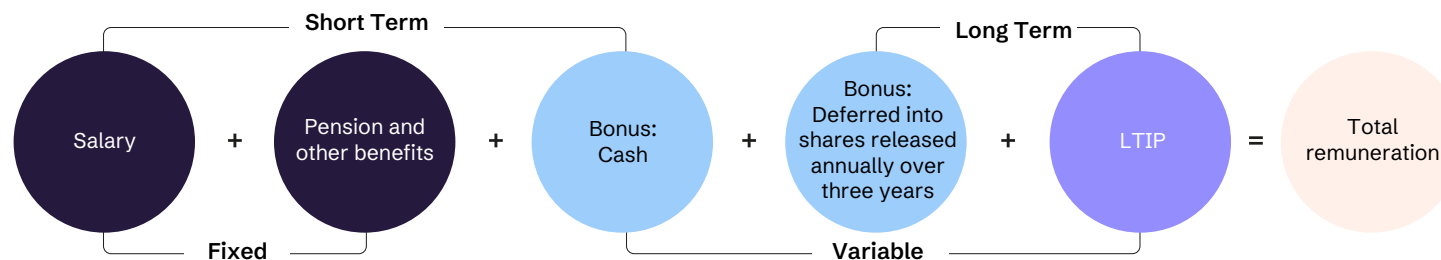 Short Term
Long Term
Salary
+
Pension and
other benefits
+
Bonus:
Cash
+
Bonus:
Deferred into
shares released
annually over
three years
+
LTIP
=
Total
remuneration
Fixed
Variable